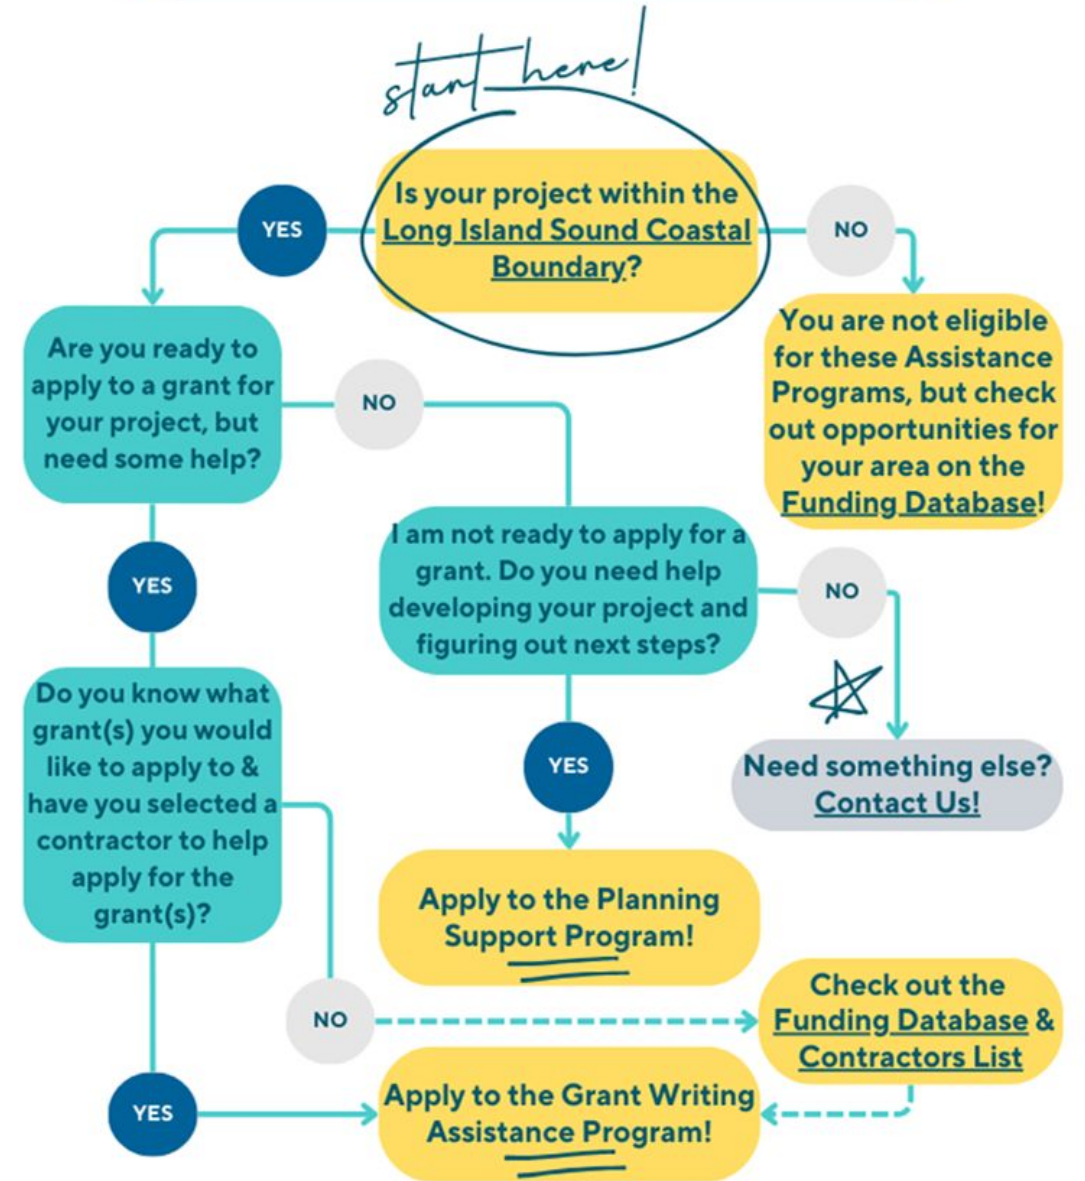 start here!
Is your project within the
Long Island Sound Coastal
Boundary?
YES
NO
Are you ready to
apply to a grant for
your project, but
need some help?
You are not eligible
for these Assistance
Programs, but check
out opportunities for
your area on the
Funding Database!
NO
YES
I am not ready to apply for a
grant. Do you need help
developing your project and
figuring out next steps?
NO
Do you know what
grant(s) you would
like to apply to &
have you selected a
contractor to help
apply for the
grant(s)?
YES
Need something else?
Contact Us!
Apply to the Planning
Support Program!
NO
Check out the
Funding Database &
Contractors List
YES
Apply to the Grant Writing
Assistance Program!